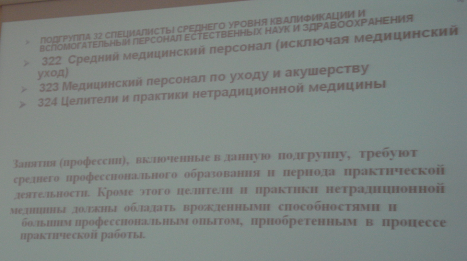 ПОДГРУППА 32 СПЕЦИАЛИСТЫ СРЕДНЕГО УРОВНЯ КВАЛИФИКАЦИИ И
ВСПОМОГАТЕЛЬНЫЙ ПЕРСОНАЛ ЕСТЕСТВЕННЫХ НАУК И ЗДРАВООХРАНЕНИЯ
322 Средний медицинский персонал (исключая медицинский
уход)
323 Медицинский персонал по уходу и акушерству
324 Целители и практики нетрадиционной медицины
Занятия (профессии), включенные в данную подгруппу, требуют
среднего профессионального образования и периода практической
деятельности. Кроме этого целители и практики нетрадиционной
медицины должны обладать врожденными способностями и
большим профессиональным опытом, приобретенным в процессе
практической работы.